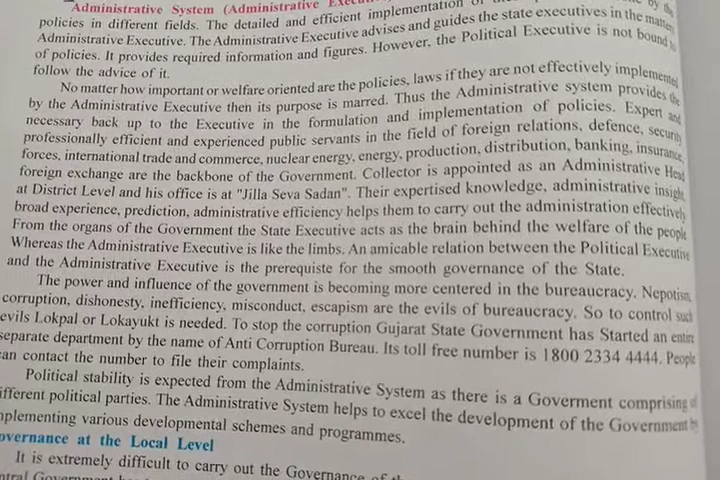 Administrative System (Administrative
policies in different fields. The detailed and efficient implementation
Administrative Executive. The Administrative Executive advises and guides the state executives in the matter
of policies. It provides required information and figures. However, the Political Executive is not bound to
follow the advice of it.
No matter how important or welfare oriented are the policies, laws if they are not effectively implemented
by the Administrative Executive then its purpose is marred. Thus the Administrative system provides the
necessary back up to the Executive in the formulation and implementation of policies. Expert and
professionally efficient and experienced public servants in the field of foreign relations, defence, security
forces, international trade and commerce, nuclear energy, energy, production, distribution, banking, insurance,
foreign exchange are the backbone of the Government. Collector is appointed as an Administrative Head
at District Level and his office is at "Jilla Seva Sadan". Their expertised knowledge, administrative insight,
broad experience, prediction, administrative efficiency helps them to carry out the administration effectively.
From the organs of the Government the State Executive acts as the brain behind the welfare of the people
Whereas the Administrative Executive is like the limbs. An amicable relation between the Political Executive
and the Administrative Executive is the prerequiste for the smooth governance of the State.
The power and influence of the government is becoming more centered in the bureaucracy. Nepotism,
corruption, dishonesty, inefficiency, misconduct, escapism are the evils of bureaucracy. So to control such
evils Lokpal or Lokayukt is needed. To stop the corruption Gujarat State Government has Started an entire
separate department by the name of Anti Corruption Bureau. Its toll free number is 1800 2334 4444. People
can contact the number to file their complaints.
Political stability is expected from the Administrative System as there is a Goverment comprising of
different political parties. The Administrative System helps to excel the development of the Government by
mplementing various developmental schemes and programmes.
overnance at the Local Level
It is extremely difficult to carry out the Governance of